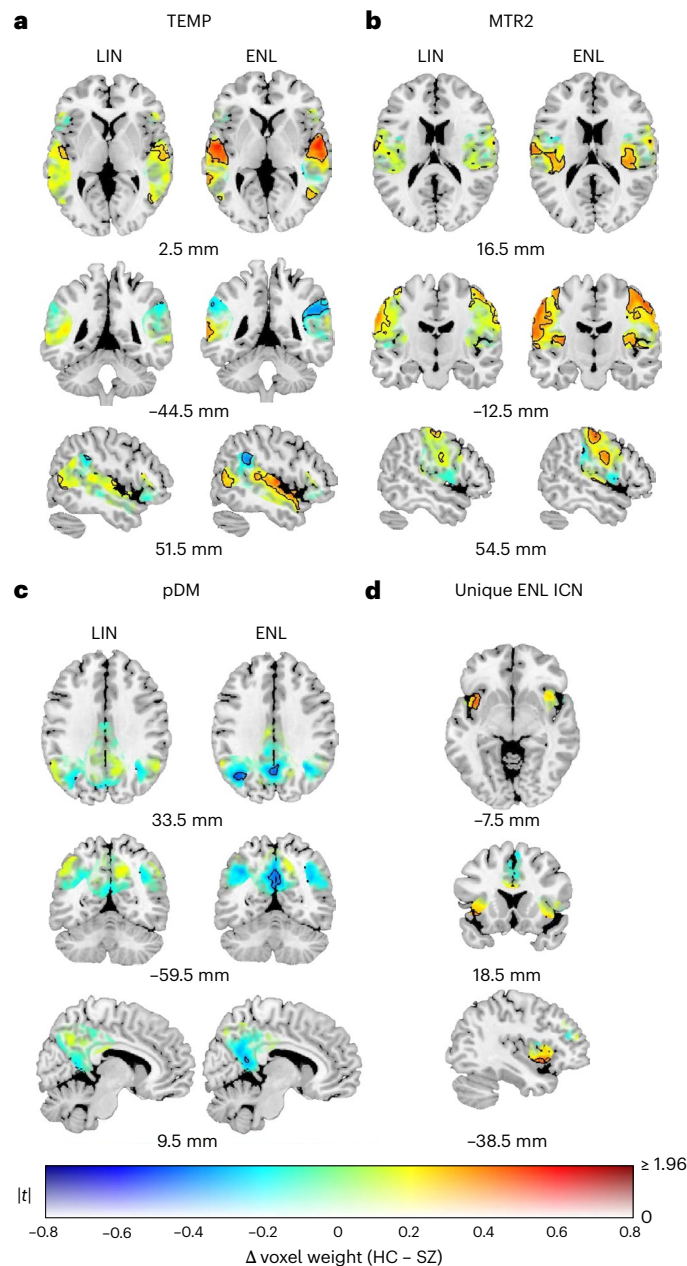 a TEMP
LIN ENL
2.5 mm
–44.5 mm
51.5 mm
b MTR2
LIN ENL
16.5 mm
–12.5 mm
54.5 mm
c pDM
LIN ENL
33.5 mm
–59.5 mm
9.5 mm
d Unique ENL ICN
–7.5 mm
18.5 mm
–38.5 mm
|t|
≥ 1.96
0
–0.8 –0.6 –0.4 –0.2 0 0.2 0.4 0.6 0.8
Δ voxel weight (HC – SZ)